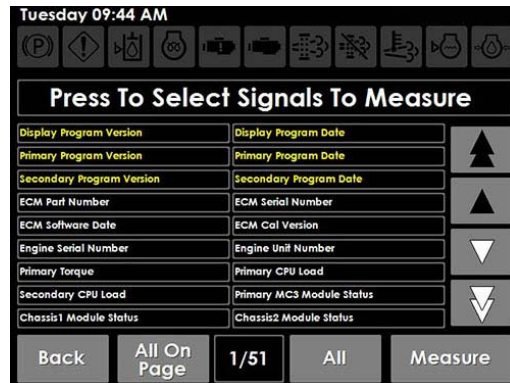 Tuesday 09:44 AM
Press To Select Signals To Measure
Display Program Version
Display Program Date
Primary Program Version
Primary Program Date
Secondary Program Version
Secondary Program Date
ECM Part Number
ECM Serial Number
ECM Software Date
ECM Cal Version
Engine Serial Number
Engine Unit Number
Primary Torque
Primary CPU Load
Secondary CPU Load
Primary MC3 Module Status
Chassis1 Module Status
Chassis2 Module Status
Back
All On
Page
1/51
All
Measure